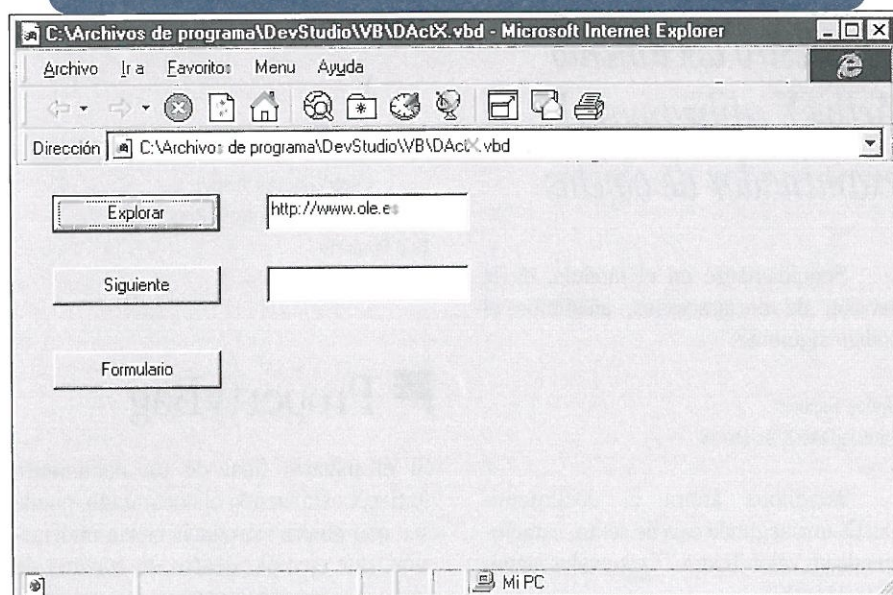 C:\Archivos de programa\DevStudio\VB\DActX.vbd - Microsoft Internet Explorer
Archivo Ir a Favoritos Menu Ayuda
Dirección C:\Archivos de programa\DevStudio\VB\DActX.vbd
Explorar http://www.ole.es
Siguiente
Formulario
Mi PC